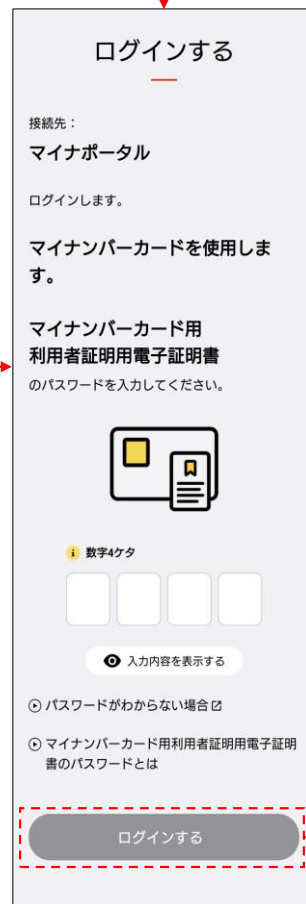 ログインする
接続先：
マイナポータル
ログインします。
マイナンバーカードを使用しま
す。
マイナンバーカード用
利用者証明用電子証明書
のパスワードを入力してください。
i 数字4ケタ
入力内容を表示する
パスワードがわからない場合
マイナンバーカード用利用者証明用電子証明
書のパスワードとは
ログインする